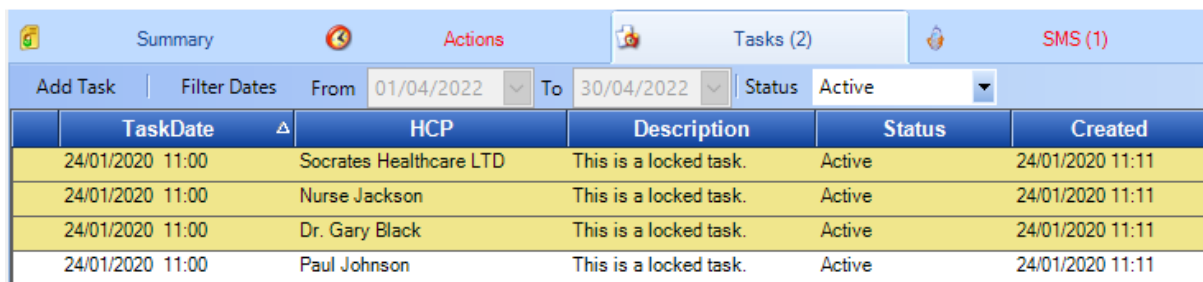 Summary Actions Tasks (2) SMS (1)
Add Task Filter Dates From 01/04/2022 To 30/04/2022 Status Active
TaskDate HCP Description Status Created
24/01/2020 11:00 Socrates Healthcare LTD This is a locked task. Active 24/01/2020 11:11
24/01/2020 11:00 Nurse Jackson This is a locked task. Active 24/01/2020 11:11
24/01/2020 11:00 Dr. Gary Black This is a locked task. Active 24/01/2020 11:11
24/01/2020 11:00 Paul Johnson This is a locked task. Active 24/01/2020 11:11